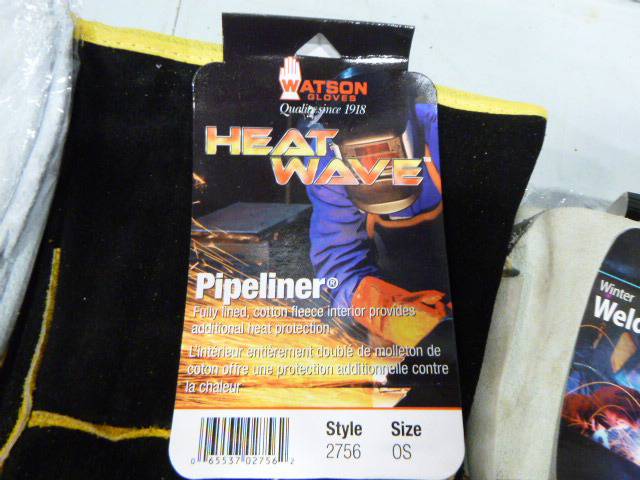 WATSON
GLOVES
Quality since 1918
HEAT
WAVE™
Pipeliner®
Fully lined, cotton fleece interior provides
additional heat protection
L'intérieur entièrement doublé de molleton de
coton offre une protection additionnelle contre
la chaleur
Style Size
2756 OS
0 65537 02756 2
Winter
Weld